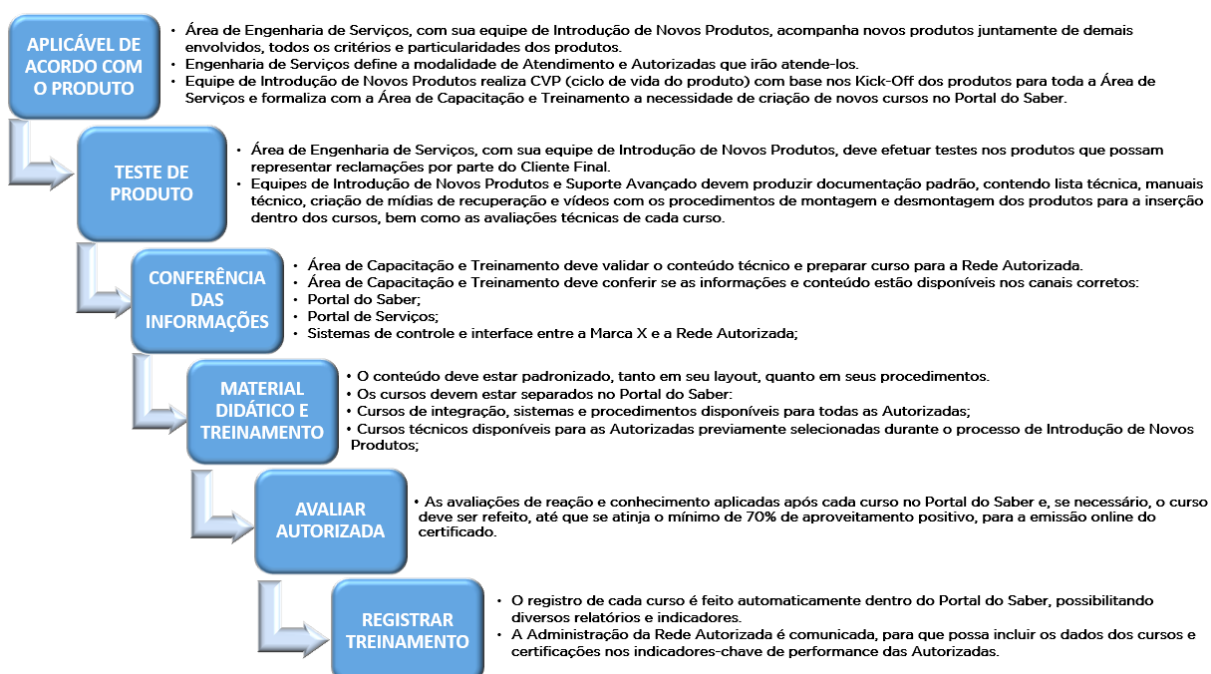 APLICÁVEL DE
ACORDO COM
O PRODUTO
• Área de Engenharia de Serviços, com sua equipe de Introdução de Novos Produtos, acompanha novos produtos juntamente de demais
envolvidos, todos os critérios e particularidades dos produtos.
• Engenharia de Serviços define a modalidade de Atendimento e Autorizadas que irão atende-los.
• Equipe de Introdução de Novos Produtos realiza CVP (ciclo de vida do produto) com base nos Kick-Off dos produtos para toda a Área de
Serviços e formaliza com a Área de Capacitação e Treinamento a necessidade de criação de novos cursos no Portal do Saber.
TESTE DE
PRODUTO
• Área de Engenharia de Serviços, com sua equipe de Introdução de Novos Produtos, deve efetuar testes nos produtos que possam
representar reclamações por parte do Cliente Final.
• Equipes de Introdução de Novos Produtos e Suporte Avançado devem produzir documentação padrão, contendo lista técnica, manuais
técnico, criação de mídias de recuperação e vídeos com os procedimentos de montagem e desmontagem dos produtos para a inserção
dentro dos cursos, bem como as avaliações técnicas de cada curso.
CONFERÊNCIA
DAS
INFORMAÇÕES
• Área de Capacitação e Treinamento deve validar o conteúdo técnico e preparar curso para a Rede Autorizada.
• Área de Capacitação e Treinamento deve conferir se as informações e conteúdo estão disponíveis nos canais corretos:
• Portal do Saber;
• Portal de Serviços;
• Sistemas de controle e interface entre a Marca X e a Rede Autorizada;
MATERIAL
DIDÁTICO E
TREINAMENTO
• O conteúdo deve estar padronizado, tanto em seu layout, quanto em seus procedimentos.
• Os cursos devem estar separados no Portal do Saber:
• Cursos de integração, sistemas e procedimentos disponíveis para todas as Autorizadas;
• Cursos técnicos disponíveis para as Autorizadas previamente selecionadas durante o processo de Introdução de Novos
Produtos;
AVALIAR
AUTORIZADA
• As avaliações de reação e conhecimento aplicadas após cada curso no Portal do Saber e, se necessário, o curso
deve ser refeito, até que se atinja o mínimo de 70% de aproveitamento positivo, para a emissão online do
certificado.
REGISTRAR
TREINAMENTO
• O registro de cada curso é feito automaticamente dentro do Portal do Saber, possibilitando
diversos relatórios e indicadores.
• A Administração da Rede Autorizada é comunicada, para que possa incluir os dados dos cursos e
certificações nos indicadores-chave de performance das Autorizadas.